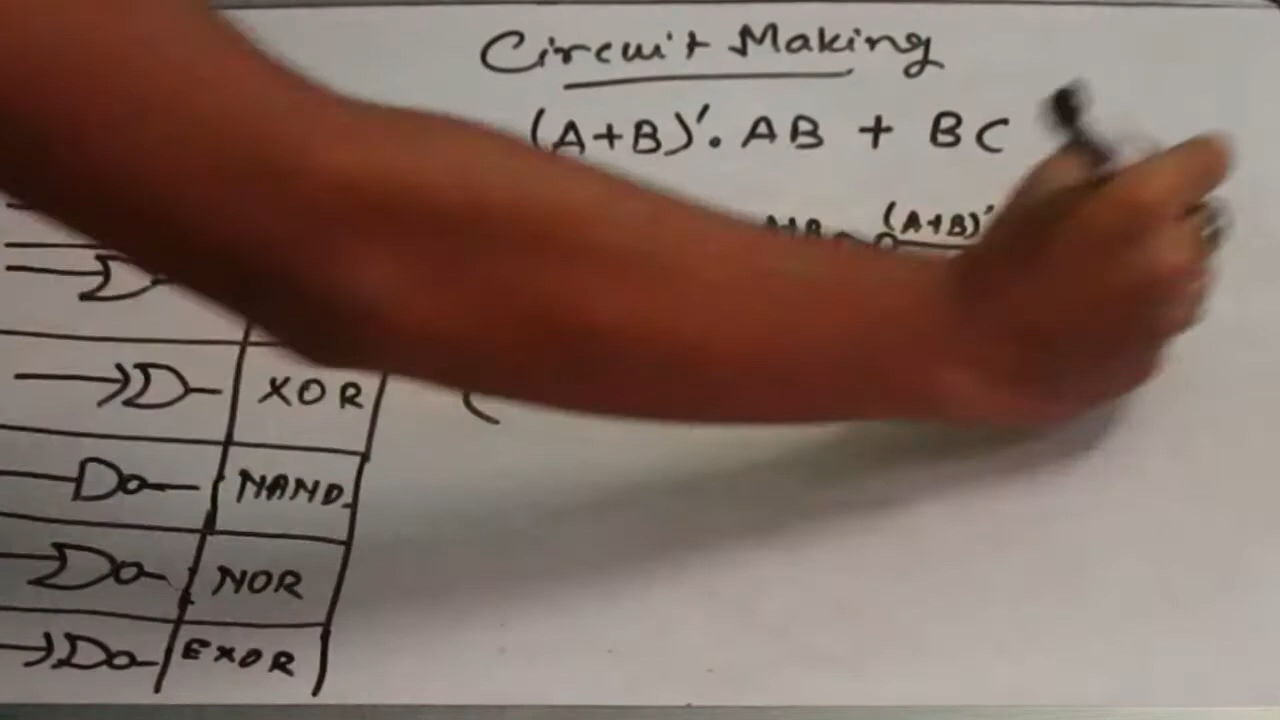 Circuit Making
(A+B)'. AB + BC
A+B (A+B)'
XOR
NAND
NOR
EXOR
C